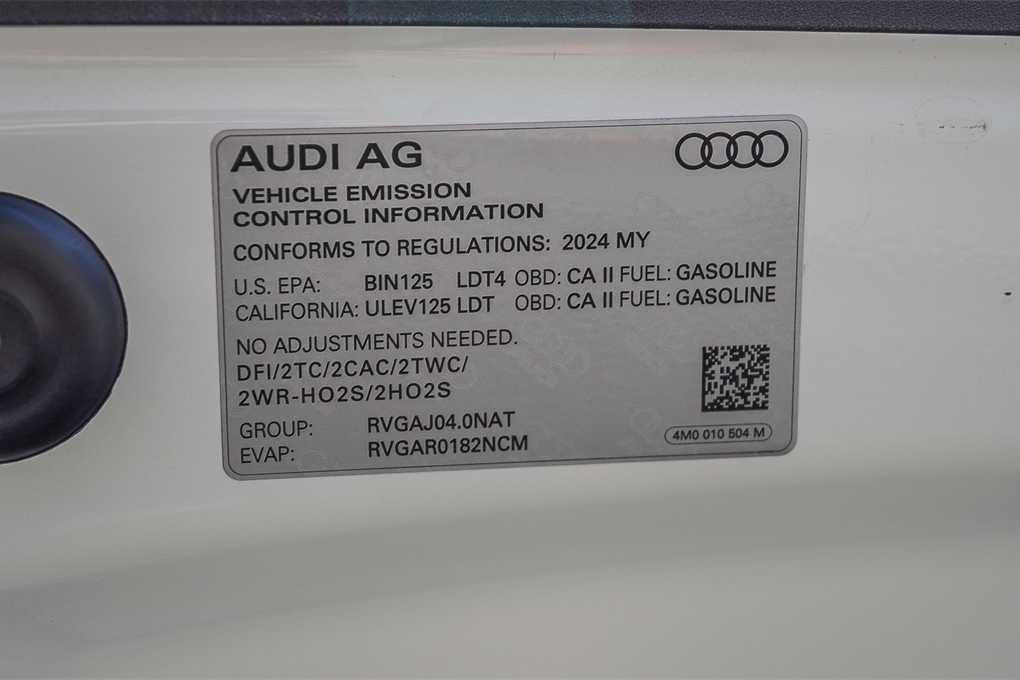 AUDI AG
VEHICLE EMISSION
CONTROL INFORMATION
CONFORMS TO REGULATIONS: 2024 MY
U.S. EPA: BIN125 LDT4 OBD: CA II FUEL: GASOLINE
CALIFORNIA: ULEV125 LDT OBD: CA II FUEL: GASOLINE
NO ADJUSTMENTS NEEDED.
DFI/2TC/2CAC/2TWC/
2WR-HO2S/2HO2S
GROUP: RVGAJ04.0NAT
EVAP: RVGAR0182NCM
4M0 010 504 M